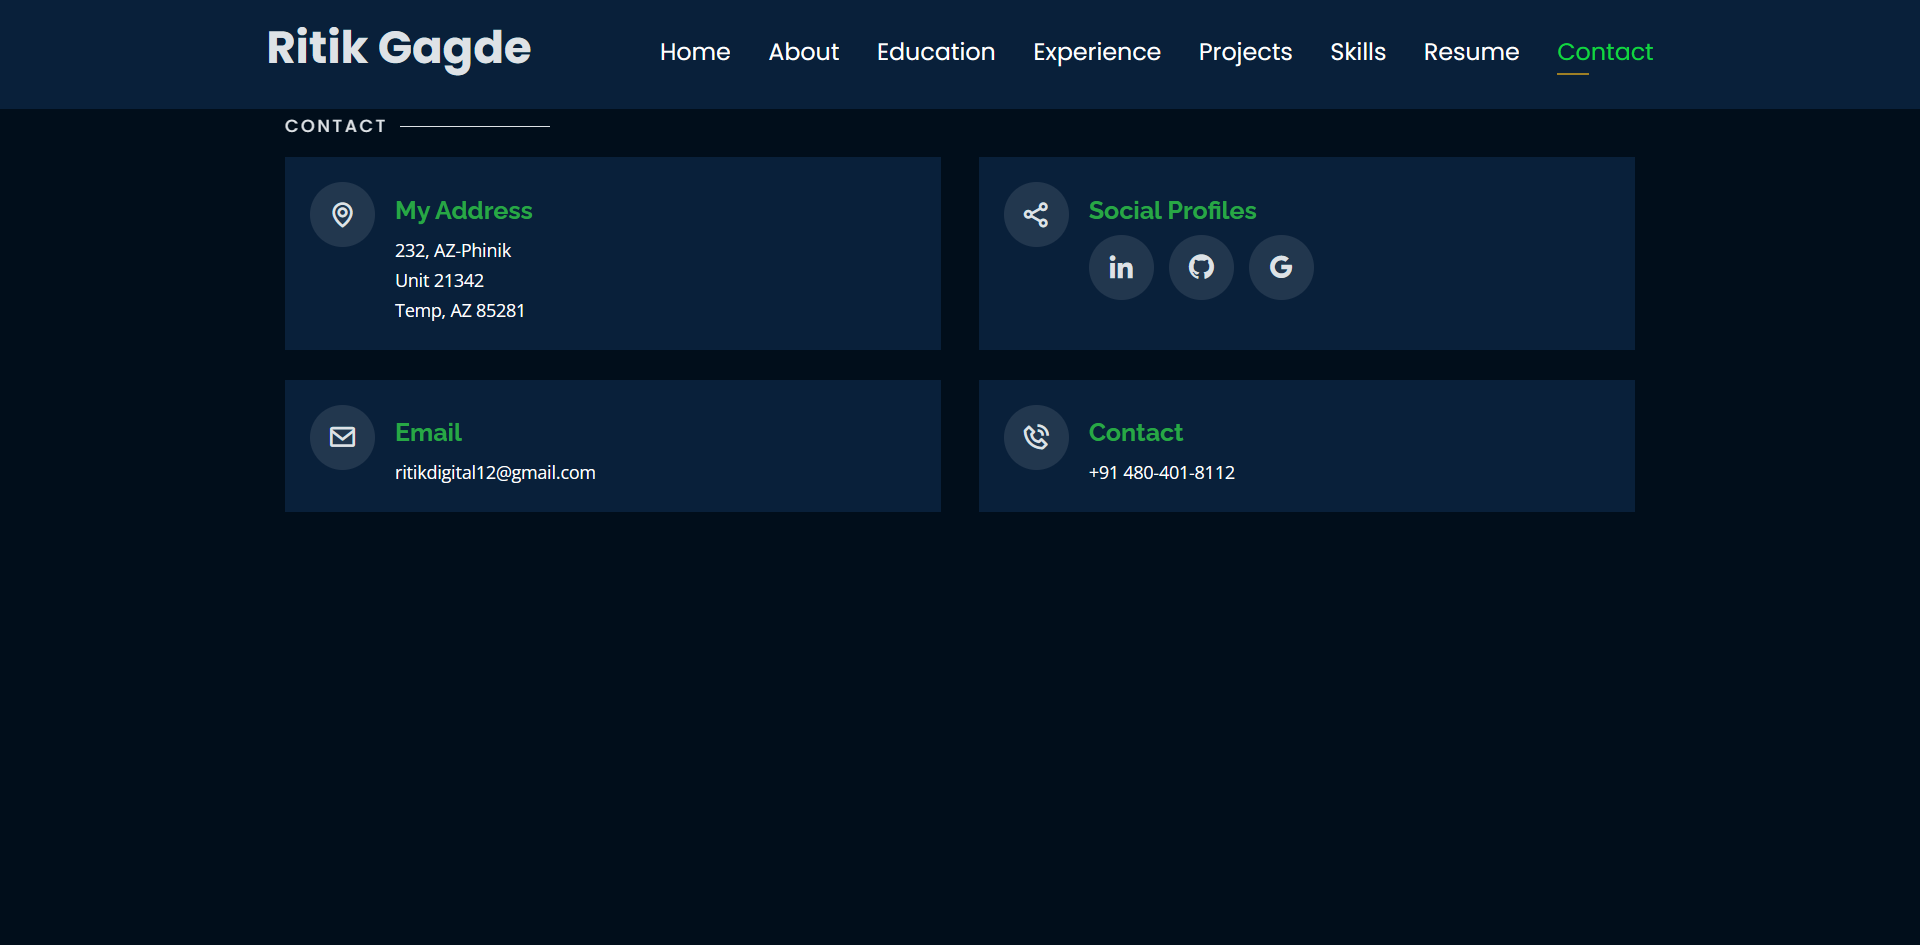 Ritik Gagde
Home About Education Experience Projects Skills Resume Contact
CONTACT
My Address
232, AZ-Phinik
Unit 21342
Temp, AZ 85281
Social Profiles
Email
ritikdigital12@gmail.com
Contact
+91 480-401-8112